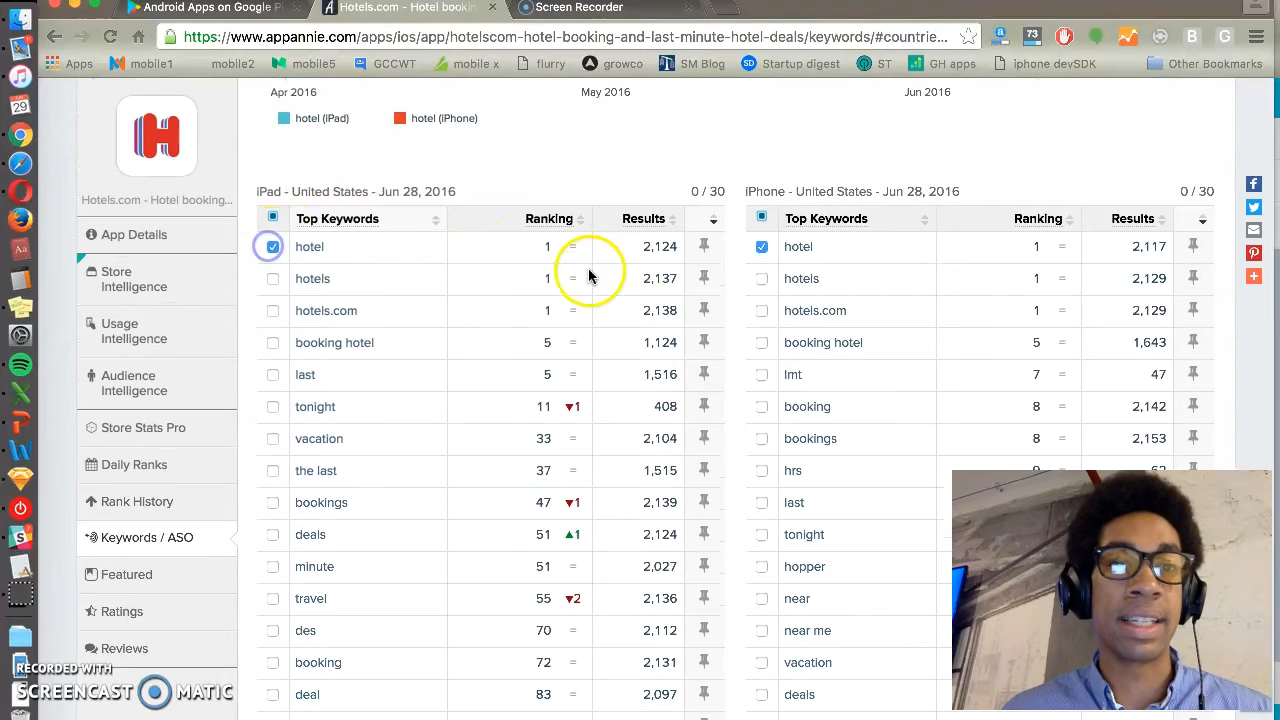 Android Apps on Google P
Hotels.com - Hotel bookin
Screen Recorder
https://www.appannie.com/apps/ios/app/hotelscom-hotel-booking-and-last-minute-hotel-deals/keywords/#countrie...
73
B
G
Apps
mobile1
mobile2
mobile5
GCCWT
mobile x
flurry
growco
SM Blog
Startup digest
ST
GH apps
iphone devSDK
Other Bookmarks
Apr 2016
May 2016
Jun 2016
hotel (iPad)
hotel (iPhone)
Hotels.com - Hotel booking...
App Details
Store Intelligence
Usage Intelligence
Audience Intelligence
Store Stats Pro
Daily Ranks
Rank History
Keywords / ASO
Featured
Ratings
Reviews
iPad - United States - Jun 28, 2016 0 / 30
Top Keywords Ranking Results
hotel 1 = 2,124
hotels 1 = 2,137
hotels.com 1 = 2,138
booking hotel 5 = 1,124
last 5 = 1,516
tonight 11 ▼1 408
vacation 33 = 2,104
the last 37 = 1,515
bookings 47 ▼1 2,139
deals 51 ▲1 2,124
minute 51 = 2,027
travel 55 ▼2 2,136
des 70 = 2,112
booking 72 = 2,131
deal 83 = 2,097
iPhone - United States - Jun 28, 2016 0 / 30
Top Keywords Ranking Results
hotel 1 = 2,117
hotels 1 = 2,129
hotels.com 1 = 2,129
booking hotel 5 = 1,643
lmt 7 = 47
booking 8 = 2,142
bookings 8 = 2,153
hrs
last
tonight
hopper
near
near me
vacation
deals
RECORDED WITH
SCREENCAST MATIC